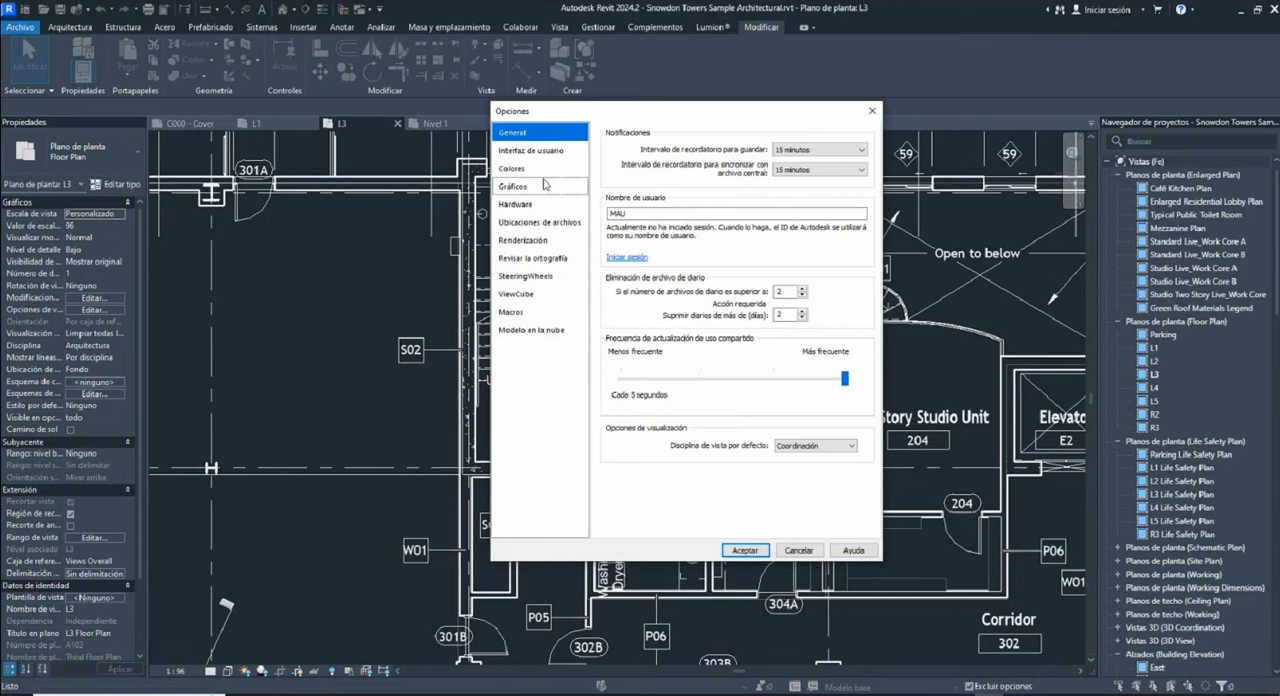 Autodesk Revit 2024.2 - Snowdon Towers Sample Architectural.rvt - Plano de planta: L3
Iniciar sesión
Archivo Arquitectura Estructura Acero Prefabricado Sistemas Insertar Anotar Analizar Masa y emplazamiento Colaborar Vista Gestionar Complementos Lumion® Modificar
Modificar
Pegar
Recorte
Cortar
Unir
Activar
Seleccionar Propiedades Portapapeles Geometría Controles Modificar Vista Medir Crear
Propiedades
Plano de planta
Floor Plan
Plano de planta: L3
Editar tipo
Gráficos
Escala de vista Personalizado
Valor de escal... 96
Visualizar mo... Normal
Nivel de detalle Bajo
Visibilidad de ... Mostrar original
Número de d... 1
Rotación de vi... Ninguno
Modificacion... Editar...
Opciones de v... Editar...
Orientación Por caja de ref...
Visualización ... Limpiar todas l...
Disciplina Arquitectura
Mostrar líneas... Por disciplina
Ubicación de ... Fondo
Esquema de c... <ninguno>
Esquemas de ... Editar...
Estilo por defe... Ninguno
Visible en opc... todo
Camino de sol
Subyacente
Rango: nivel b... Ninguno
Rango: nivel s... Sin delimitar
Orientación s... Mirar arriba
Extensión
Recortar vista
Región de rec...
Recorte de an...
Rango de vista Editar...
Nivel asociado L3
Caja de refere... Views Overall
Delimitación ... Sin delimitación
Datos de identidad
Plantilla de vista <Ninguno>
Nombre de vi... L3
Dependencia Independiente
Título en plano L3 Floor Plan
Número de pl... A103
Nombre de pl... Third Floor Plan
Aplicar
G000 - Cover L1 L3 Nivel 1
301A
S02
W01
P05
P06
301B
302B
304A
303B
59
59
Open to below
Story Studio Unit
204
Elevato
E2
204
P06
W01
Corridor
302
Washer
Dryer
Opciones
General
Interfaz de usuario
Colores
Gráficos
Hardware
Ubicaciones de archivos
Renderización
Revisar la ortografía
SteeringWheels
ViewCube
Macros
Modelo en la nube
Notificaciones
Intervalo de recordatorio para guardar: 15 minutos
Intervalo de recordatorio para sincronizar con
archivo central: 15 minutos
Nombre de usuario
MAU
Actualmente no ha iniciado sesión. Cuando lo haga, el ID de Autodesk se utilizará
como su nombre de usuario.
Iniciar sesión
Eliminación de archivo de diario
Si el número de archivos de diario es superior a: 2
Acción requerida
Suprimir diarios de más de (días): 2
Frecuencia de actualización de uso compartido
Menos frecuente Más frecuente
Cada 5 segundos
Opciones de visualización
Disciplina de vista por defecto: Coordinación
Aceptar Cancelar Ayuda
Navegador de proyectos - Snowdon Towers Sam...
Buscar
Vistas (Fe)
Planos de planta (Enlarged Plan)
Café Kitchen Plan
Enlarged Residential Lobby Plan
Typical Public Toilet Room
Mezzanine Plan
Standard Live_Work Core A
Standard Live_Work Core B
Studio Live_Work Core A
Studio Live_Work Core B
Studio Two Story Live_Work Core
Green Roof Materials Legend
Planos de planta (Floor Plan)
Parking
L1
L2
L3
L4
L5
R2
R3
Planos de planta (Life Safety Plan)
Parking Life Safety Plan
L1 Life Safety Plan
L2 Life Safety Plan
L3 Life Safety Plan
L4 Life Safety Plan
L5 Life Safety Plan
R3 Life Safety Plan
Planos de planta (Schematic Plan)
Planos de planta (Site Plan)
Planos de planta (Working)
Planos de planta (Working Dimensions)
Planos de techo (Ceiling Plan)
Planos de techo (Working)
Vistas 3D (3D Coordination)
Vistas 3D (3D View)
Alzados (Building Elevation)
East
1 : 96
Listo
Modelo base
Excluir opciones
:0